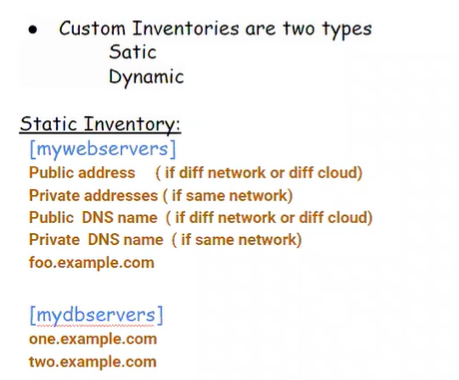 ● Custom Inventories are two types
Satic
Dynamic
Static Inventory:
[mywebservers]
Public address ( if diff network or diff cloud)
Private addresses ( if same network)
Public DNS name ( if diff network or diff cloud)
Private DNS name ( if same network)
foo.example.com
[mydbservers]
one.example.com
two.example.com